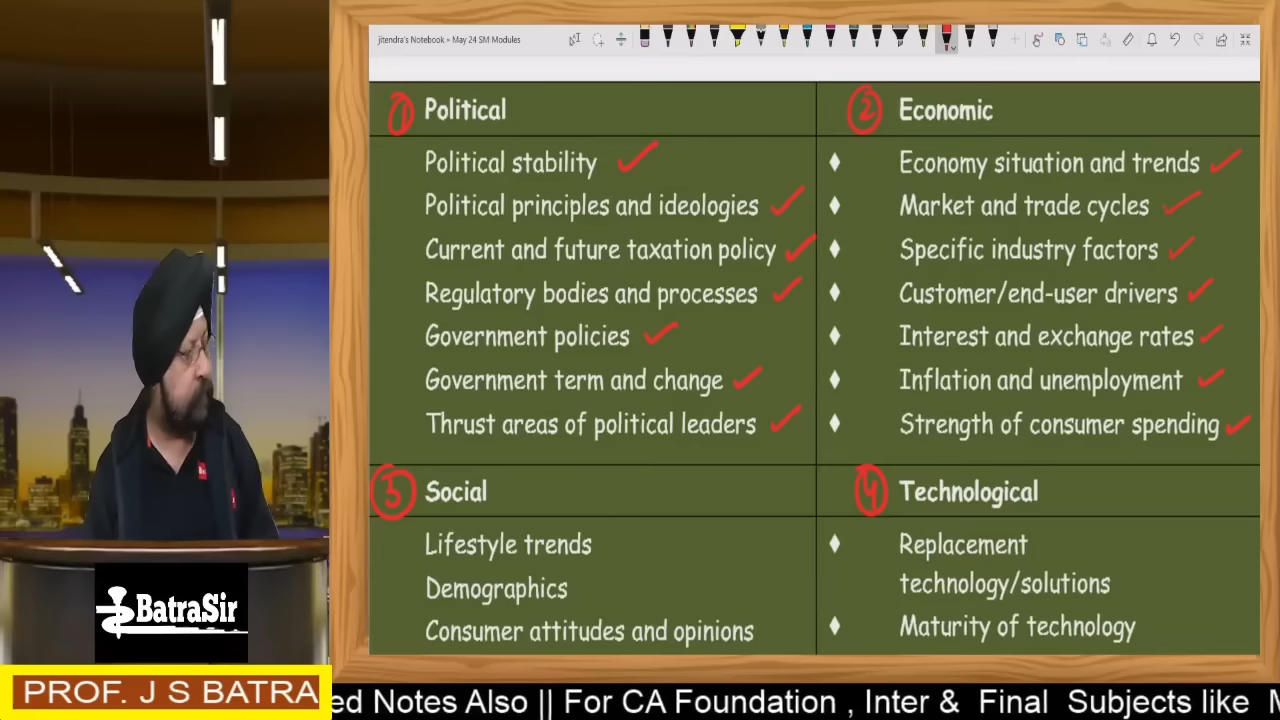 jitendra's Notebook » May 24 SM Modules
1 Political
2 Economic
Political stability
Political principles and ideologies
Current and future taxation policy
Regulatory bodies and processes
Government policies
Government term and change
Thrust areas of political leaders
Economy situation and trends
Market and trade cycles
Specific industry factors
Customer/end-user drivers
Interest and exchange rates
Inflation and unemployment
Strength of consumer spending
3 Social
4 Technological
Lifestyle trends
Demographics
Consumer attitudes and opinions
Replacement
technology/solutions
Maturity of technology
BatraSir
PROF. J S BATRA
ed Notes Also || For CA Foundation , Inter & Final Subjects like